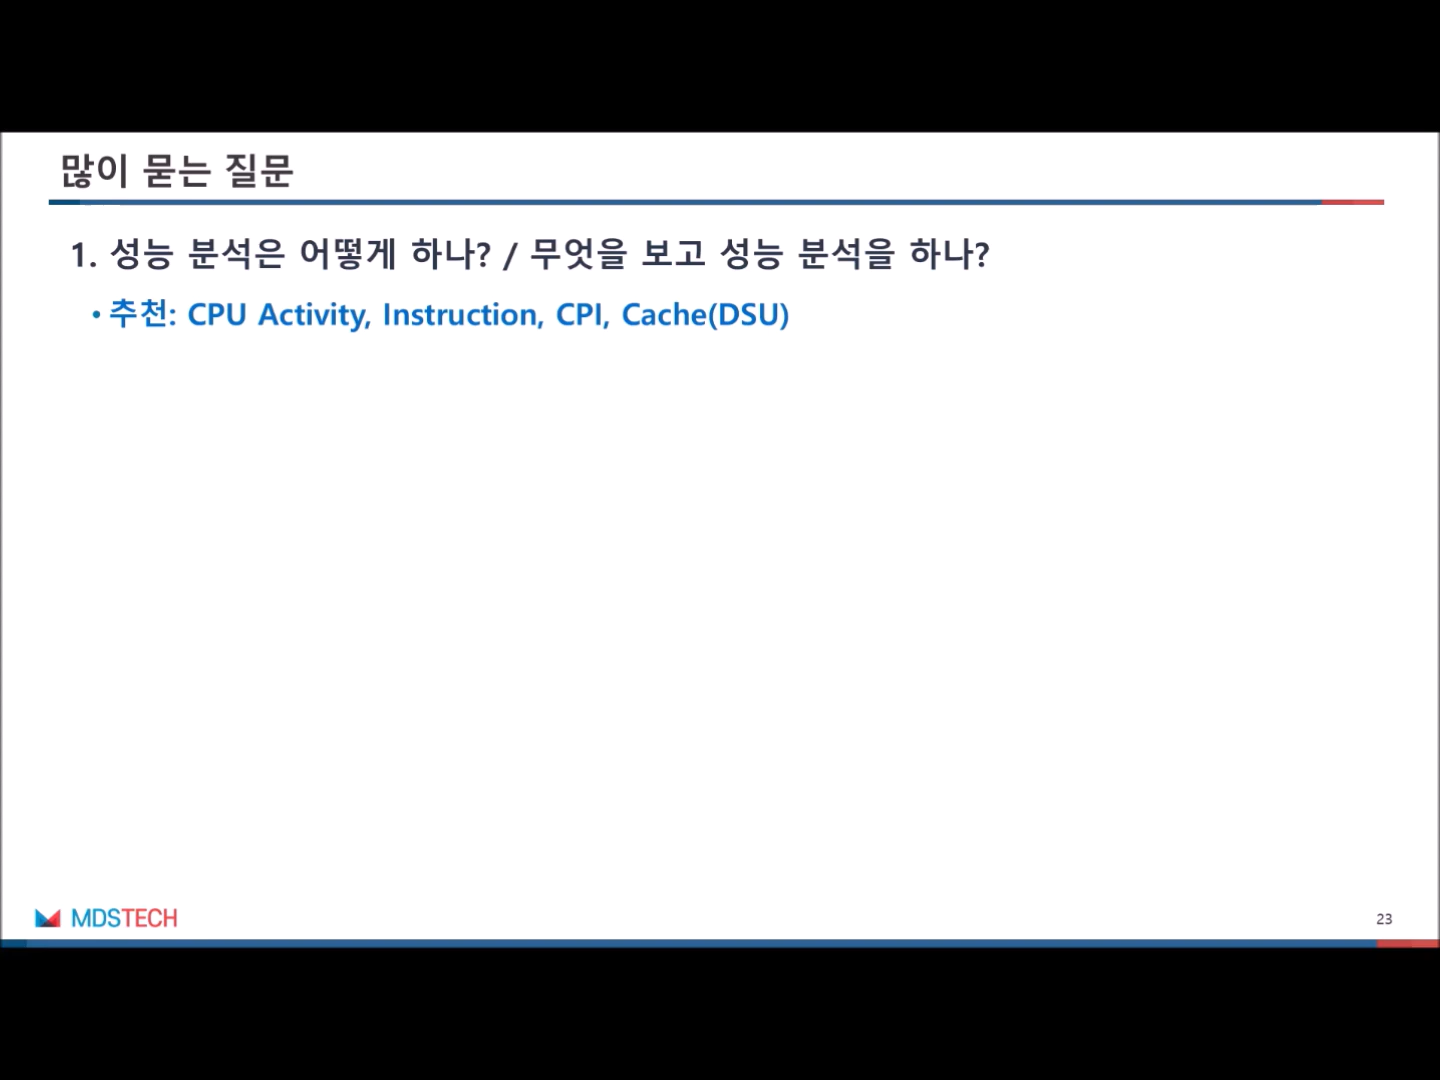 많이 묻는 질문
1. 성능 분석은 어떻게 하나? / 무엇을 보고 성능 분석을 하나?
• 추천: CPU Activity, Instruction, CPI, Cache(DSU)
MDSTECH
23